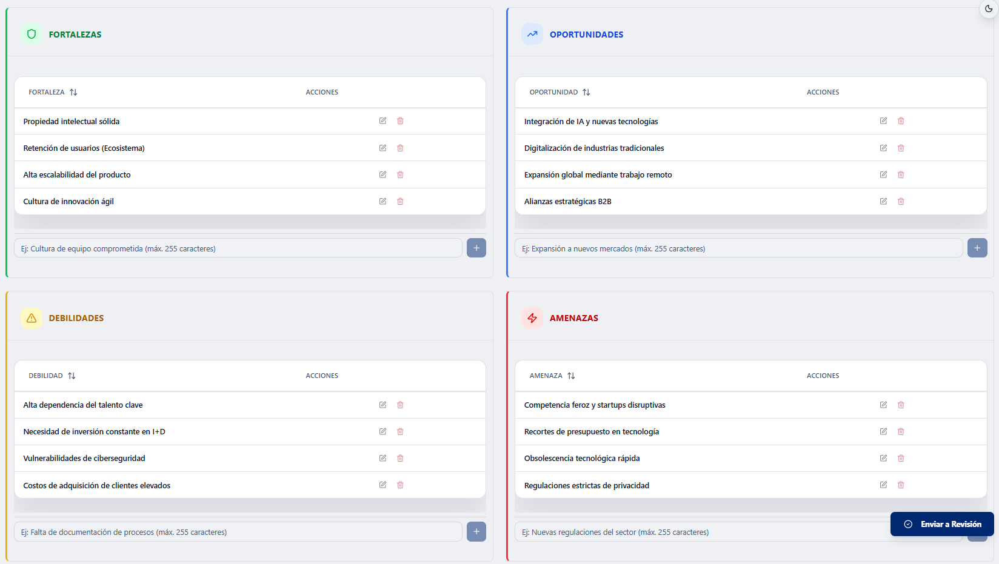 FORTALEZAS
FORTALEZA ACCIONES
Propiedad intelectual sólida
Retención de usuarios (Ecosistema)
Alta escalabilidad del producto
Cultura de innovación ágil
Ej: Cultura de equipo comprometida (máx. 255 caracteres)
OPORTUNIDADES
OPORTUNIDAD ACCIONES
Integración de IA y nuevas tecnologías
Digitalización de industrias tradicionales
Expansión global mediante trabajo remoto
Alianzas estratégicas B2B
Ej: Expansión a nuevos mercados (máx. 255 caracteres)
DEBILIDADES
DEBILIDAD ACCIONES
Alta dependencia del talento clave
Necesidad de inversión constante en I+D
Vulnerabilidades de ciberseguridad
Costos de adquisición de clientes elevados
Ej: Falta de documentación de procesos (máx. 255 caracteres)
AMENAZAS
AMENAZA ACCIONES
Competencia feroz y startups disruptivas
Recortes de presupuesto en tecnología
Obsolescencia tecnológica rápida
Regulaciones estrictas de privacidad
Ej: Nuevas regulaciones del sector (máx. 255 caracteres)
Enviar a Revisión